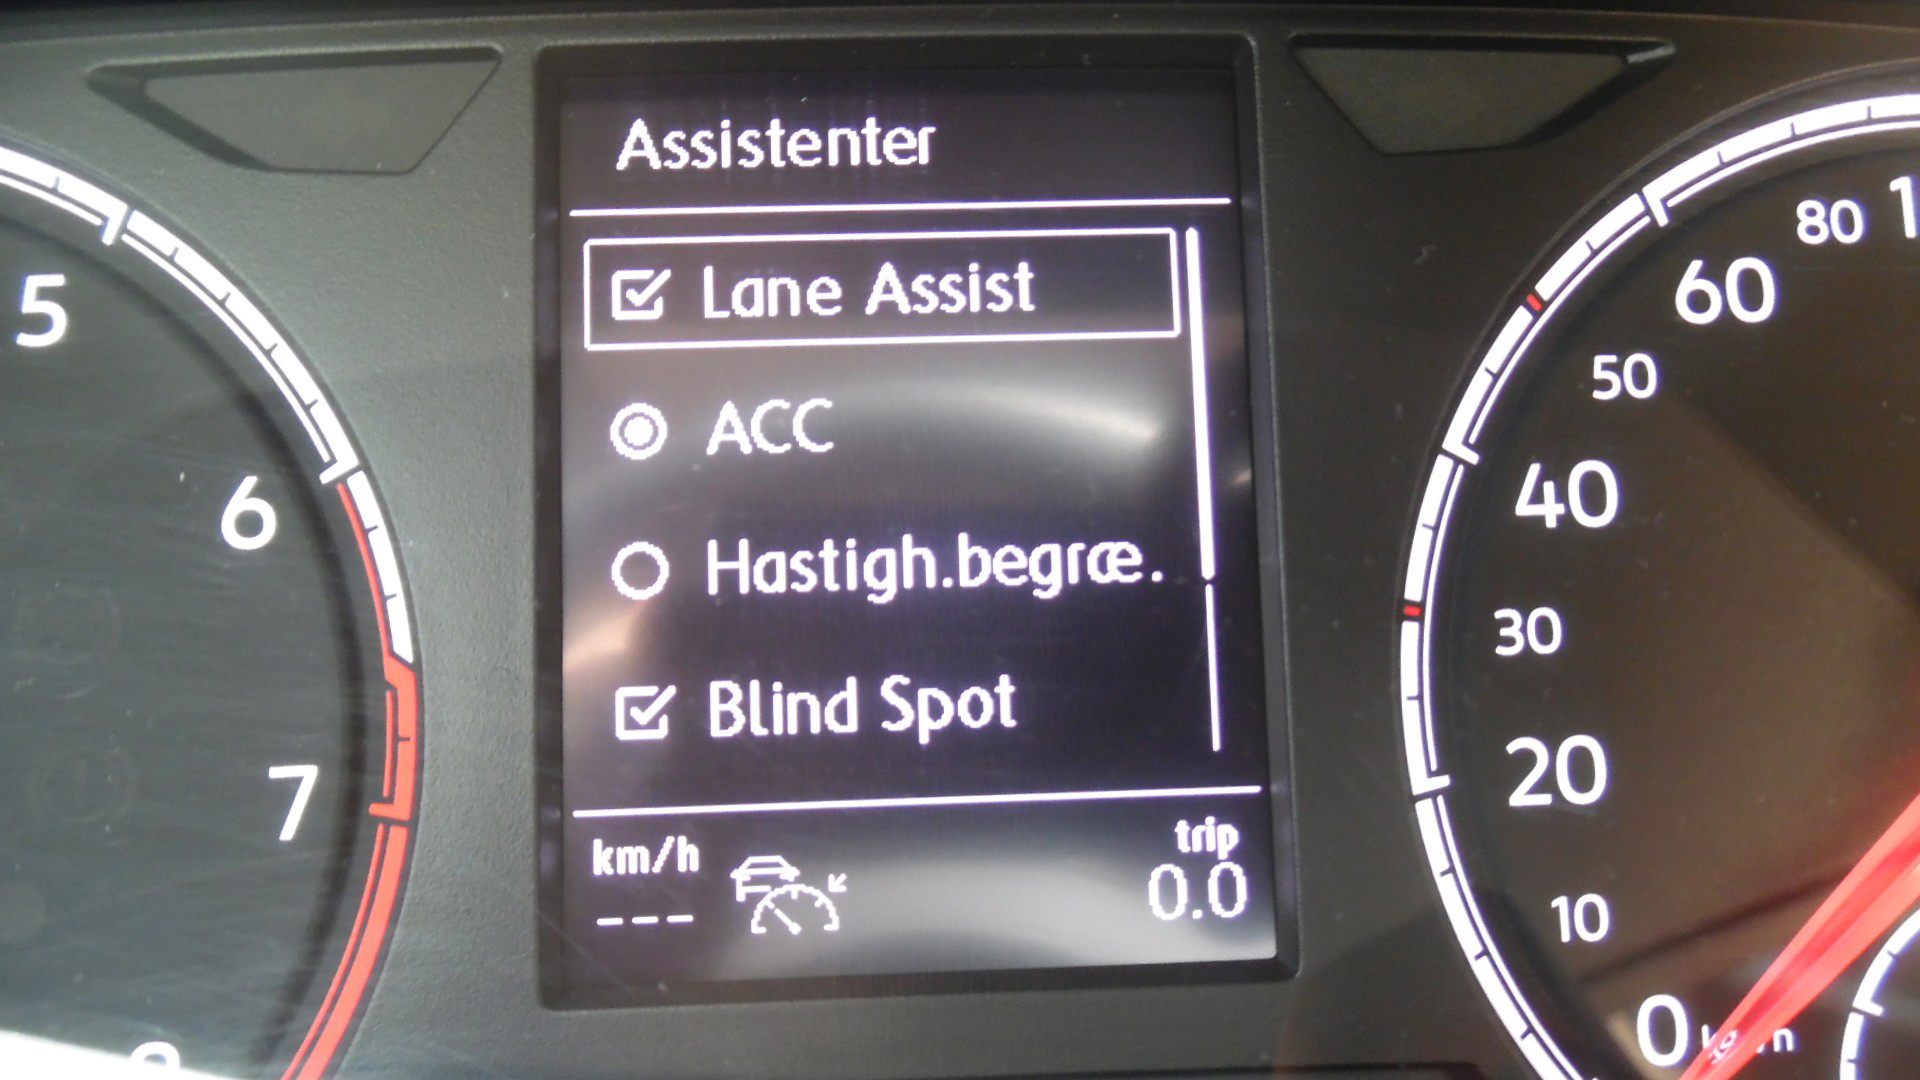 Assistenter
Lane Assist
ACC
Hastigh.begræ.
Blind Spot
km/h
---
trip
0.0
5
6
7
80
60
50
40
30
20
10
0